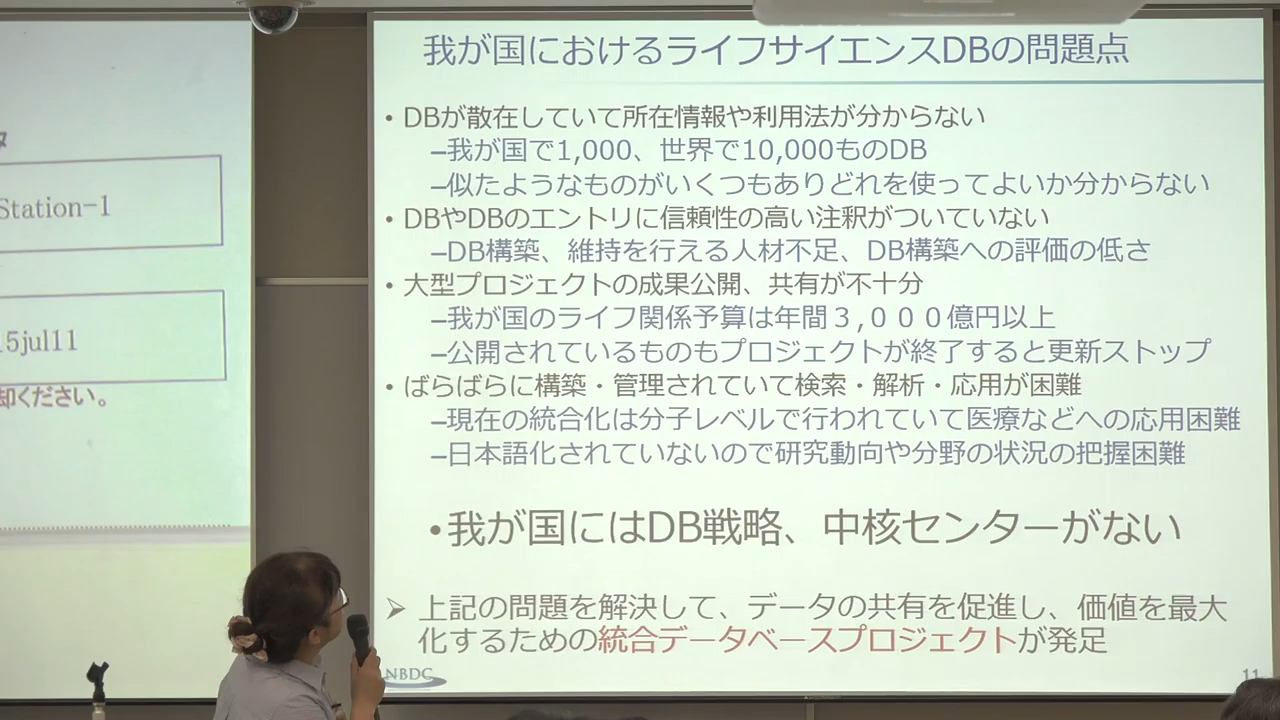 Station-1
5jul11
却ください。
我が国におけるライフサイエンスDBの問題点
• DBが散在していて所在情報や利用法が分からない
–我が国で1,000、世界で10,000ものDB
–似たようなものがいくつもありどれを使ってよいか分からない
• DBやDBのエントリに信頼性の高い注釈がついていない
–DB構築、維持を行える人材不足、DB構築への評価の低さ
• 大型プロジェクトの成果公開、共有が不十分
–我が国のライフ関係予算は年間３,０００億円以上
–公開されているものもプロジェクトが終了すると更新ストップ
• ばらばらに構築・管理されていて検索・解析・応用が困難
–現在の統合化は分子レベルで行われていて医療などへの応用困難
–日本語化されていないので研究動向や分野の状況の把握困難
•我が国にはDB戦略、中核センターがない
➢ 上記の問題を解決して、データの共有を促進し、価値を最大
化するための統合データベースプロジェクトが発足
NBDC
11